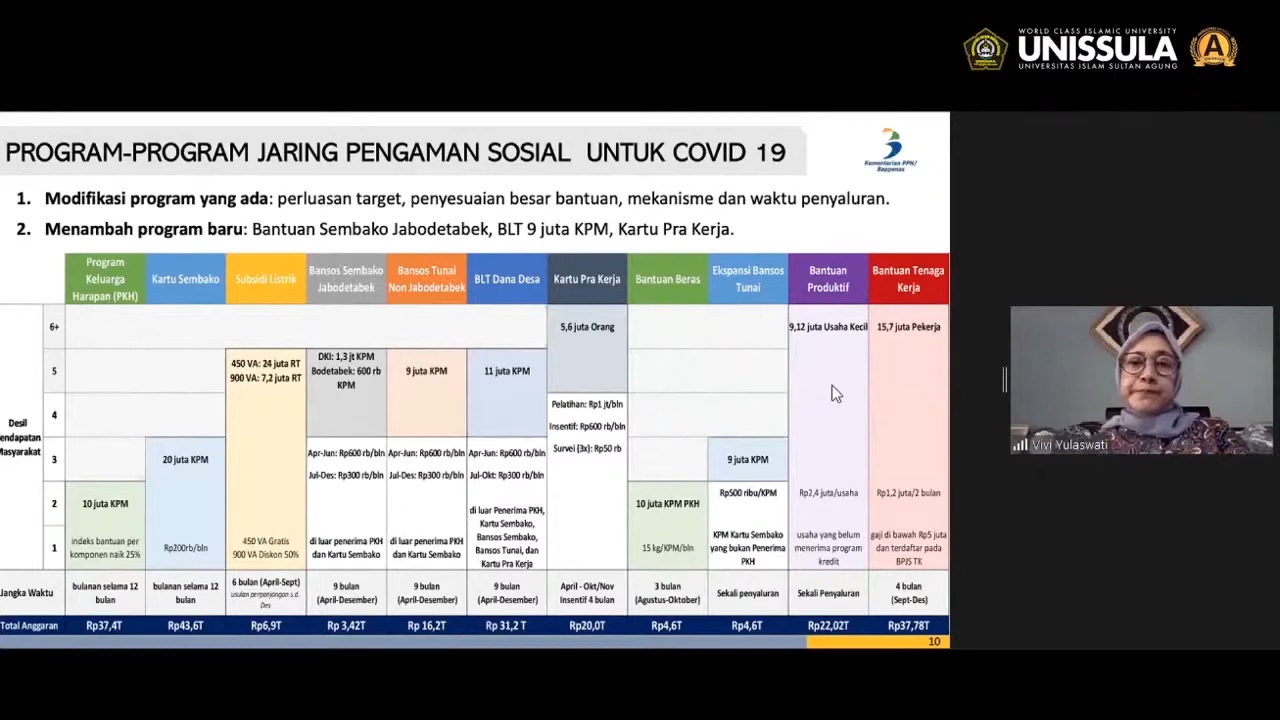 WORLD CLASS ISLAMIC UNIVERSITY
UNISSULA
UNIVERSITAS ISLAM SULTAN AGUNG
A
PROGRAM-PROGRAM JARING PENGAMAN SOSIAL UNTUK COVID 19
Kementerian PPN/
Bappenas
1. Modifikasi program yang ada: perluasan target, penyesuaian besar bantuan, mekanisme dan waktu penyaluran.
2. Menambah program baru: Bantuan Sembako Jabodetabek, BLT 9 juta KPM, Kartu Pra Kerja.
Program
Keluarga
Harapan (PKH)
Kartu Sembako
Subsidi Listrik
Bansos Sembako
Jabodetabek
Bansos Tunai
Non Jabodetabek
BLT Dana Desa
Kartu Pra Kerja
Bantuan Beras
Ekspansi Bansos
Tunai
Bantuan
Produktif
Bantuan Tenaga
Kerja
Desil
endapatan
Masyarakat
6+
5,6 juta Orang
9,12 juta Usaha Kecil
15,7 juta Pekerja
5
450 VA: 24 juta RT
900 VA: 7,2 juta RT
DKI: 1,3 jt KPM
Bodetabek: 600 rb
KPM
9 juta KPM
11 juta KPM
4
Pelatihan: Rp1 jt/bln
Insentif: Rp600 rb/bln
Survei (3x): Rp50 rb
3
20 juta KPM
Apr-Jun: Rp600 rb/bln
Jul-Des: Rp300 rb/bln
Apr-Jun: Rp600 rb/bln
Jul-Des: Rp300 rb/bln
Apr-Jun: Rp600 rb/bln
Jul-Okt: Rp300 rb/bln
9 juta KPM
2
10 juta KPM
di luar Penerima PKH,
Kartu Sembako,
Bansos Sembako,
Bansos Tunai, dan
Kartu Pra Kerja
10 juta KPM PKH
Rp500 ribu/KPM
Rp2,4 juta/usaha
Rp1,2 juta/2 bulan
1
indeks bantuan per
komponen naik 25%
Rp200rb/bln
450 VA Gratis
900 VA Diskon 50%
di luar penerima PKH
dan Kartu Sembako
di luar penerima PKH
dan Kartu Sembako
15 kg/KPM/bln
KPM Kartu Sembako
yang bukan Penerima
PKH
usaha yang belum
menerima program
kredit
gaji di bawah Rp5 juta
dan terdaftar pada
BPJS TK
Jangka Waktu
bulanan selama 12
bulan
bulanan selama 12
bulan
6 bulan (April-Sept)
usulan perpanjangan s.d.
Des
9 bulan
(April-Desember)
9 bulan
(April-Desember)
9 bulan
(April-Desember)
April - Okt/Nov
Insentif 4 bulan
3 bulan
(Agustus-Oktober)
Sekali penyaluran
Sekali Penyaluran
4 bulan
(Sept-Des)
Total Anggaran
Rp37,4T
Rp43,6T
Rp6,9T
Rp 3,42T
Rp 16,2T
Rp 31,2 T
Rp20,0T
Rp4,6T
Rp4,6T
Rp22,02T
Rp37,78T
10
Vivi Yulaswati